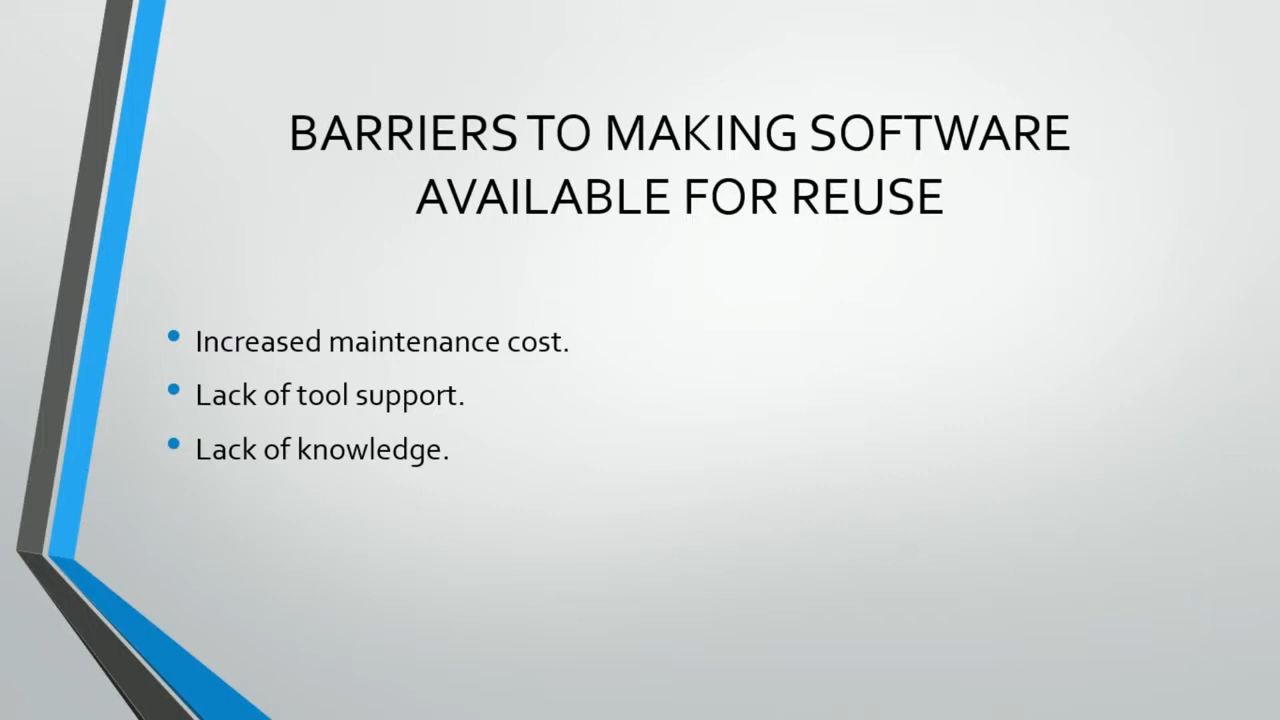 BARRIERS TO MAKING SOFTWARE
AVAILABLE FOR REUSE
• Increased maintenance cost.
• Lack of tool support.
• Lack of knowledge.